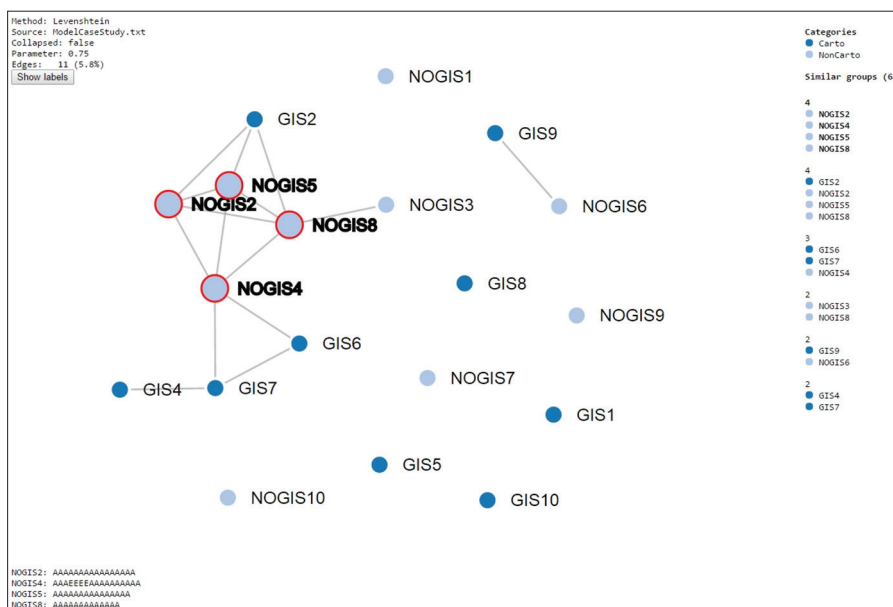 Method: Levenshtein
Source: ModelCaseStudy.txt
Collapsed: false
Parameter: 0.75
Edges: 11 (5.8%)
Show labels
NOGIS1
GIS2
GIS9
NOGIS5
NOGIS2
NOGIS3
NOGIS6
NOGIS8
GIS8
NOGIS4
NOGIS9
GIS6
NOGIS7
GIS4
GIS7
GIS1
GIS5
NOGIS10
GIS10
Categories
Carto
NonCarto
Similar groups (6
4
NOGIS2
NOGIS4
NOGIS5
NOGIS8
4
GIS2
NOGIS2
NOGIS5
NOGIS8
3
GIS6
GIS7
NOGIS4
2
NOGIS3
NOGIS8
2
GIS9
NOGIS6
2
GIS4
GIS7
NOGIS2: AAAAAAAAAAAAAAAA
NOGIS4: AAAEEEEAAAAAAAAAA
NOGIS5: AAAAAAAAAAAAAAA
NOGIS8: AAAAAAAAAAAAA